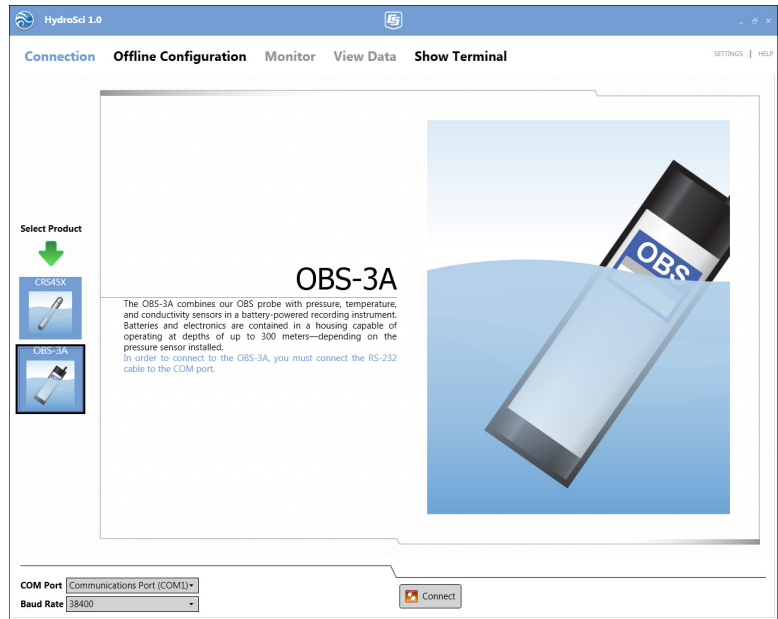 HydroSci 1.0
Connection Offline Configuration Monitor View Data Show Terminal
SETTINGS | HELP
Select Product
CRS45X
OBS-3A
OBS-3A
The OBS-3A combines our OBS probe with pressure, temperature,
and conductivity sensors in a battery-powered recording instrument.
Batteries and electronics are contained in a housing capable of
operating at depths of up to 300 meters—depending on the
pressure sensor installed.
In order to connect to the OBS-3A, you must connect the RS-232
cable to the COM port.
OBS
COM Port Communications Port (COM1)
Baud Rate 38400
Connect